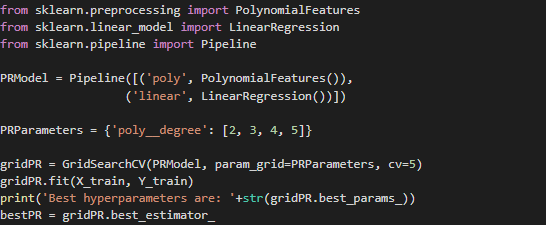 from sklearn.preprocessing import PolynomialFeatures
from sklearn.linear_model import LinearRegression
from sklearn.pipeline import Pipeline

PRModel = Pipeline([('poly', PolynomialFeatures()),
                    ('linear', LinearRegression())])

PRParameters = {'poly__degree': [2, 3, 4, 5]}

gridPR = GridSearchCV(PRModel, param_grid=PRParameters, cv=5)
gridPR.fit(X_train, Y_train)
print('Best hyperparameters are: '+str(gridPR.best_params_))
bestPR = gridPR.best_estimator_